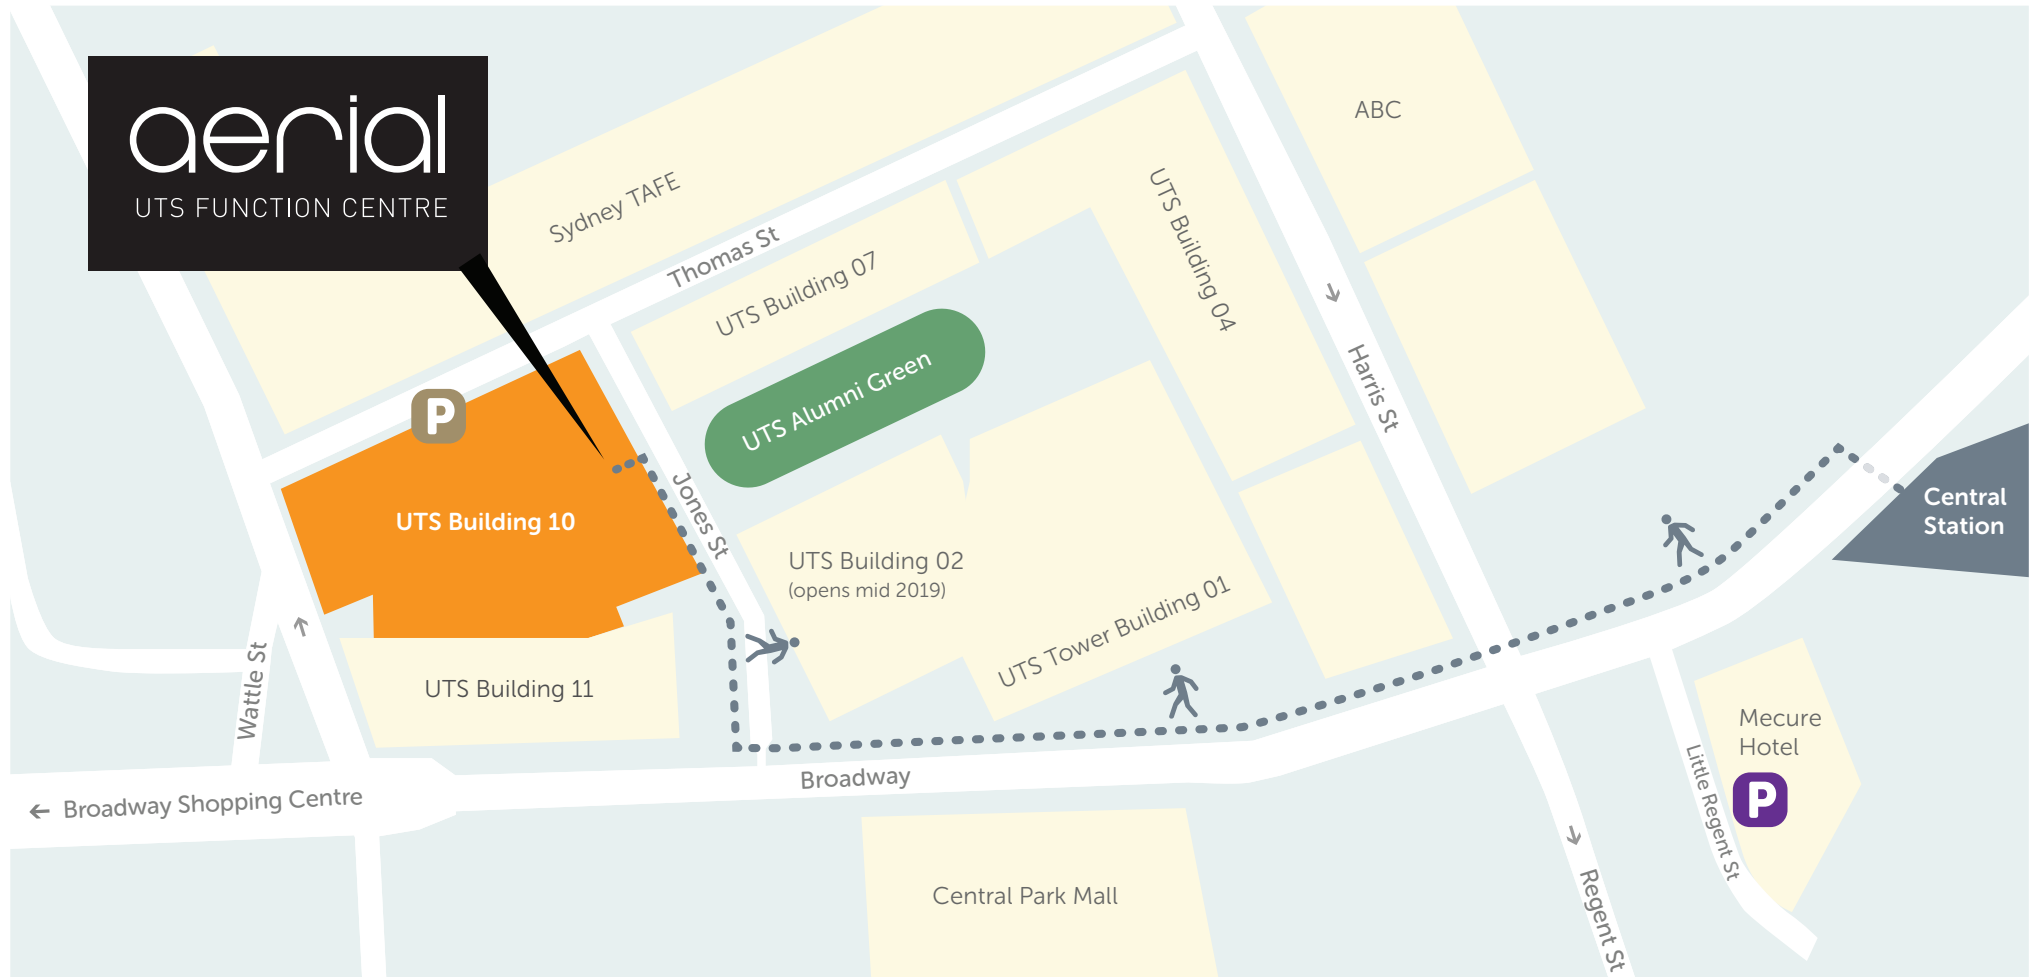 aerial
UTS FUNCTION CENTRE
ABC
Sydney TAFE
Thomas St
UTS Building 07
UTS Building 04
UTS Alumni Green
Harris St
P
UTS Building 10
Jones St
Central
Station
UTS Building 02
(opens mid 2019)
UTS Tower Building 01
Wattle St
UTS Building 11
Mecure
Hotel
P
Little Regent St
Broadway
← Broadway Shopping Centre
Central Park Mall
Regent St